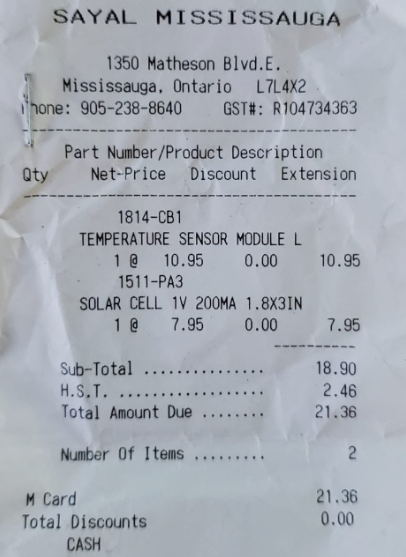 SAYAL MISSISSAUGA
1350 Matheson Blvd.E.
Mississauga, Ontario L7L4X2
hone: 905-238-8640 GST#: R104734363
Part Number/Product Description
Qty Net-Price Discount Extension
1814-CB1
TEMPERATURE SENSOR MODULE L
1 @ 10.95 0.00 10.95
1511-PA3
SOLAR CELL 1V 200MA 1.8X3IN
1 @ 7.95 0.00 7.95
Sub-Total ............... 18.90
H.S.T. .................. 2.46
Total Amount Due ........ 21.36
Number Of Items ......... 2
M Card 21.36
Total Discounts 0.00
CASH